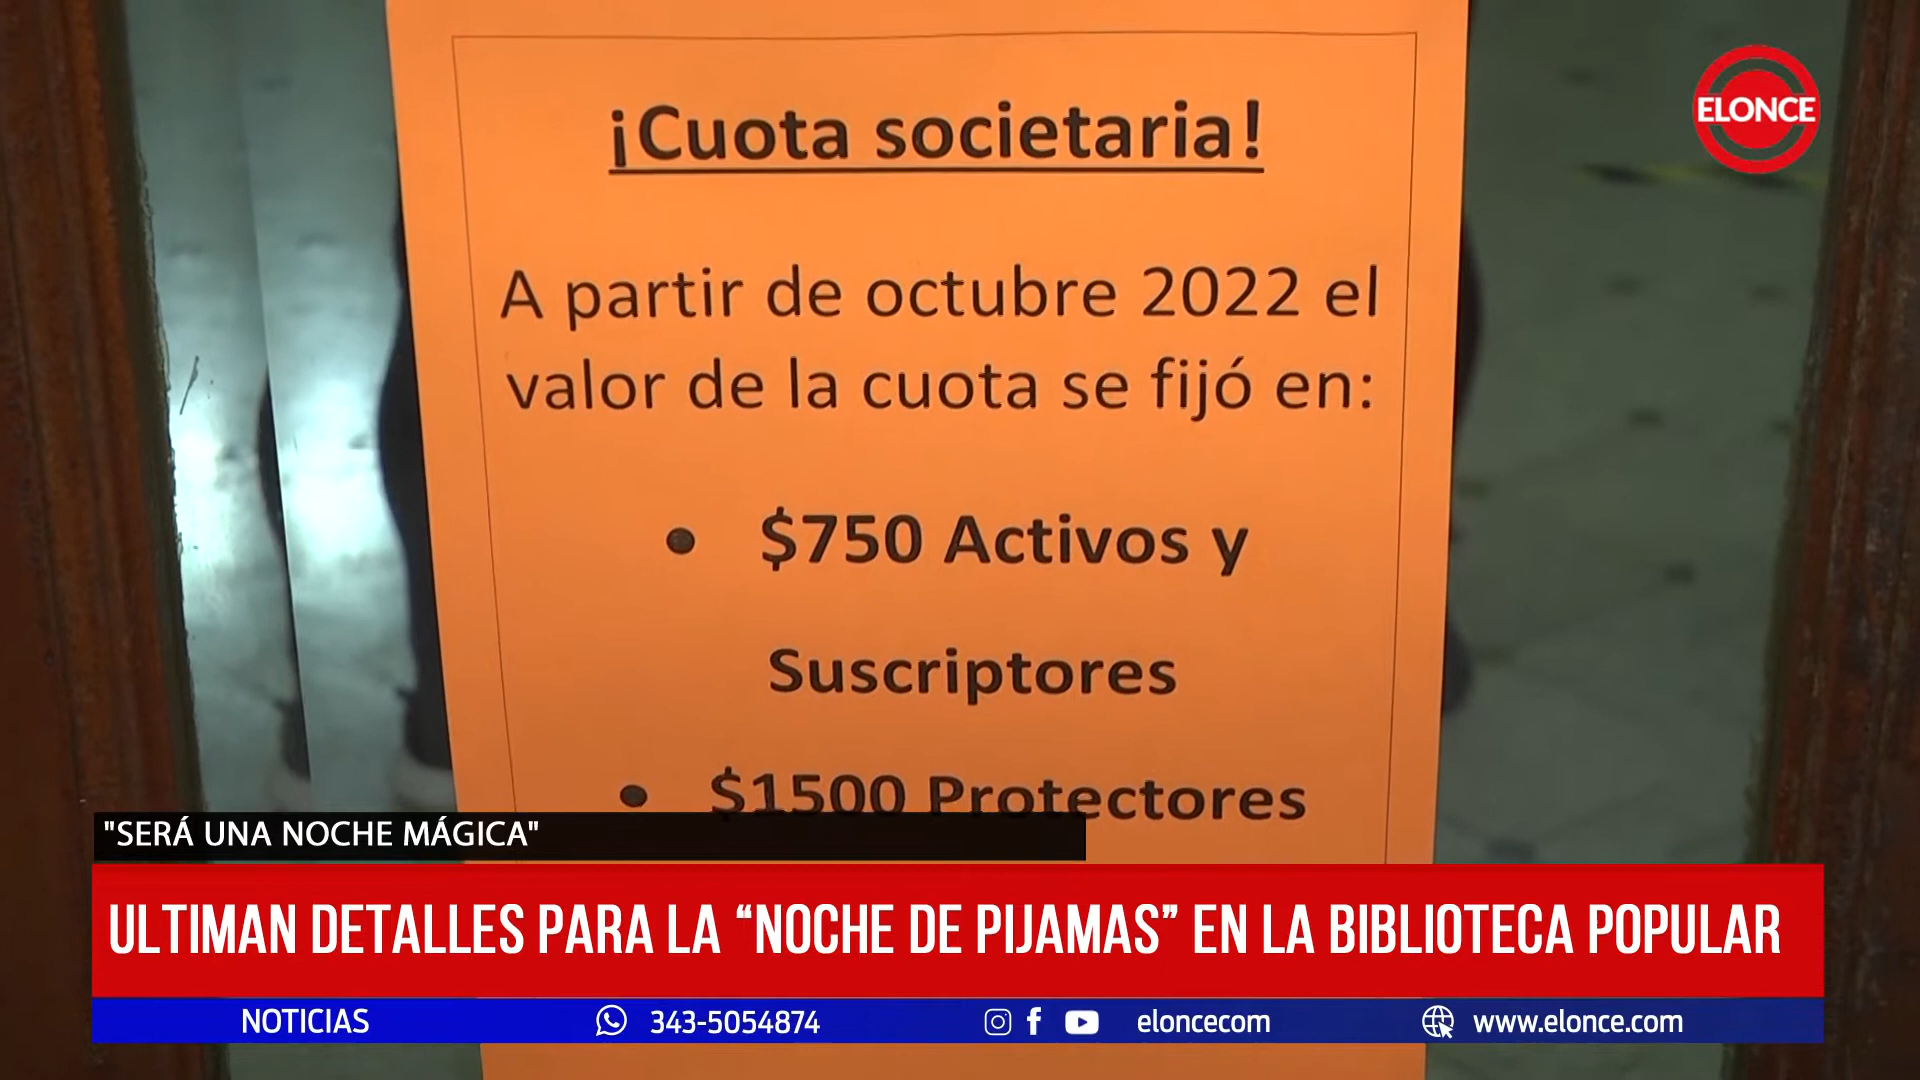 ¡Cuota societaria!
ELONCE
A partir de octubre 2022 el
valor de la cuota se fijó en:
• $750 Activos y
Suscriptores
• $1500 Protectores
"SERÁ UNA NOCHE MÁGICA"
ULTIMAN DETALLES PARA LA “NOCHE DE PIJAMAS” EN LA BIBLIOTECA POPULAR
NOTICIAS 343-5054874 eloncecom www.elonce.com